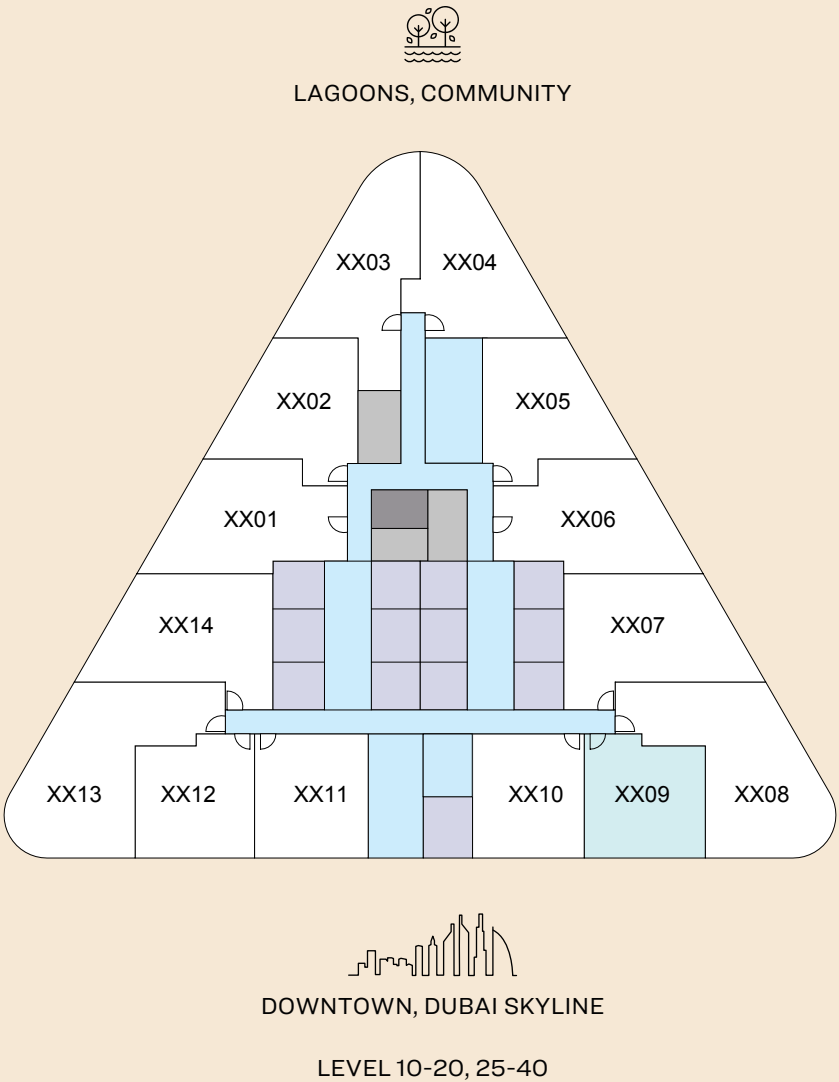 LAGOONS, COMMUNITY
XX03 XX04
XX02 XX05
XX01 XX06
XX14 XX07
XX13 XX12 XX11 XX10 XX09 XX08
DOWNTOWN, DUBAI SKYLINE
LEVEL 10-20, 25-40